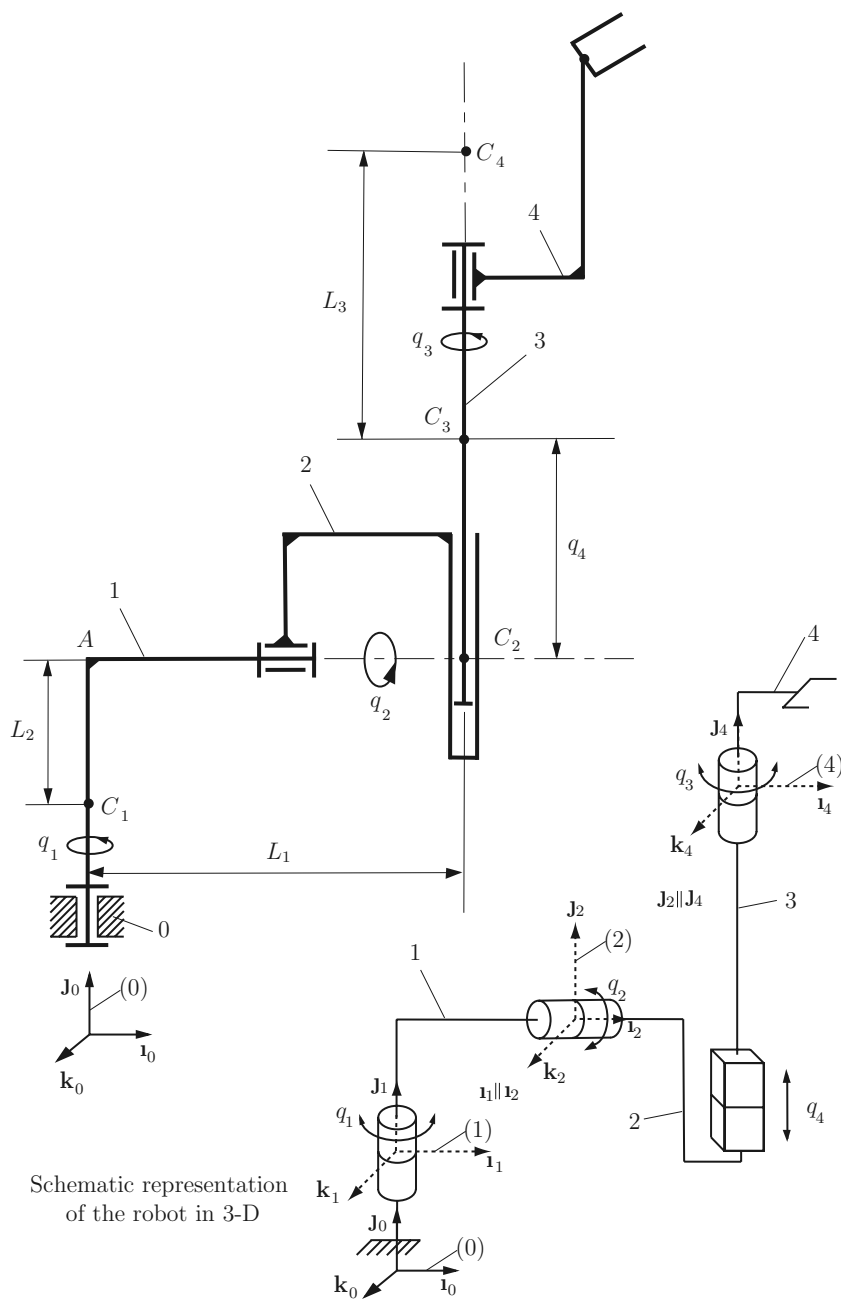 C₄
4
L₃
q₃
3
C₃
2
q₄
1
A
C₂
q₂
L₂
C₁
q₁
L₁
0
J₀
(0)
ı₀
k₀
4
J₄
q₃
(4)
ı₄
k₄
J₂∥J₄
3
J₂
(2)
1
q₂
ı₂
k₂
J₁
ı₁∥ı₂
q₁
(1)
2
q₄
ı₁
k₁
Schematic representation
of the robot in 3-D
J₀
(0)
k₀
ı₀